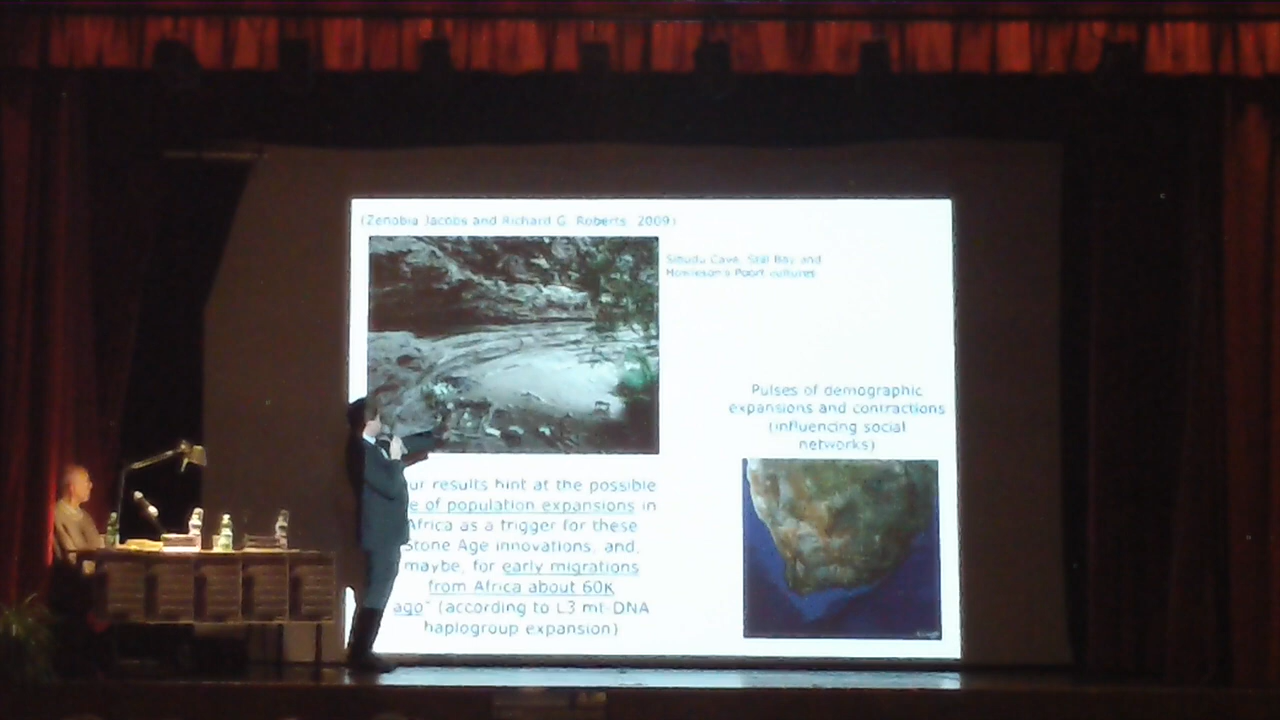 (Zenobia Jacobs and Richard G. Roberts, 2009)
Sibudu Cave, Still Bay and
Howieson's Poort cultures
Pulses of demographic
expansions and contractions
(influencing social
networks)
ur results hint at the possible
e of population expansions in
Africa as a trigger for these
Stone Age innovations, and,
maybe, for early migrations
from Africa about 60K
ago" (according to L3 mt-DNA
haplogroup expansion)